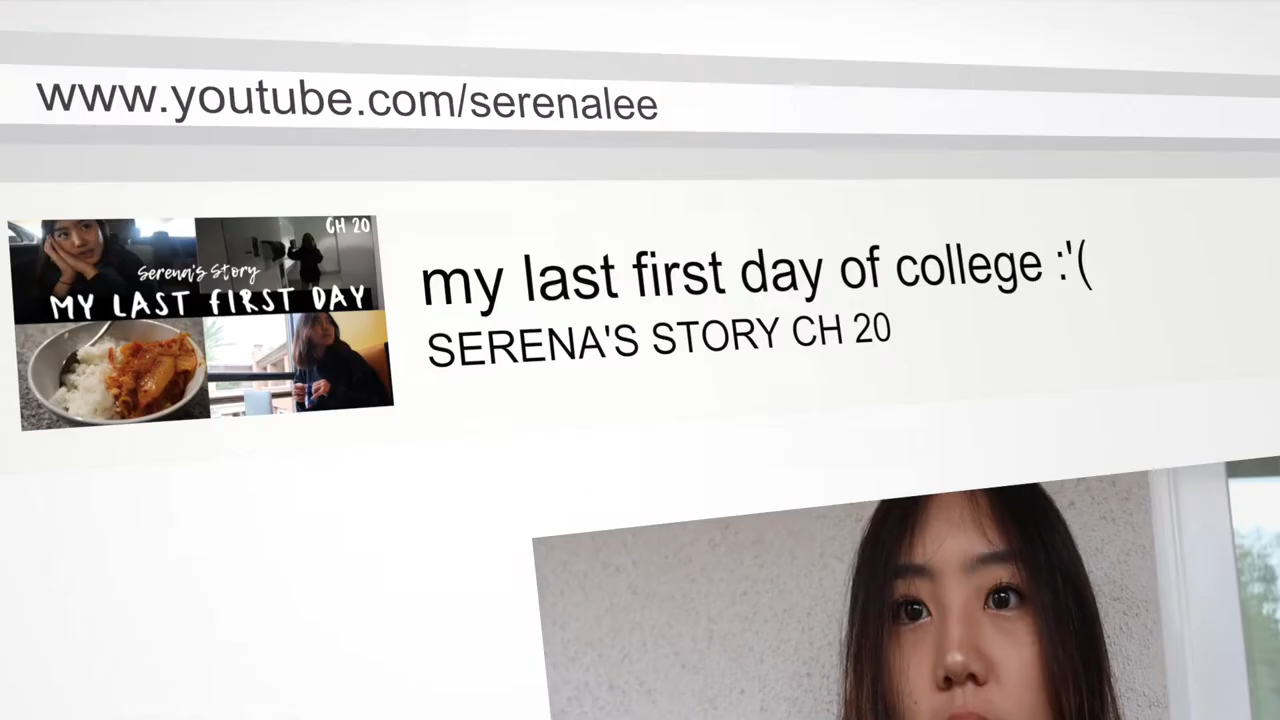 www.youtube.com/serenalee
CH 20
Serena's Story
MY LAST FIRST DAY
my last first day of college :'(
SERENA'S STORY CH 20